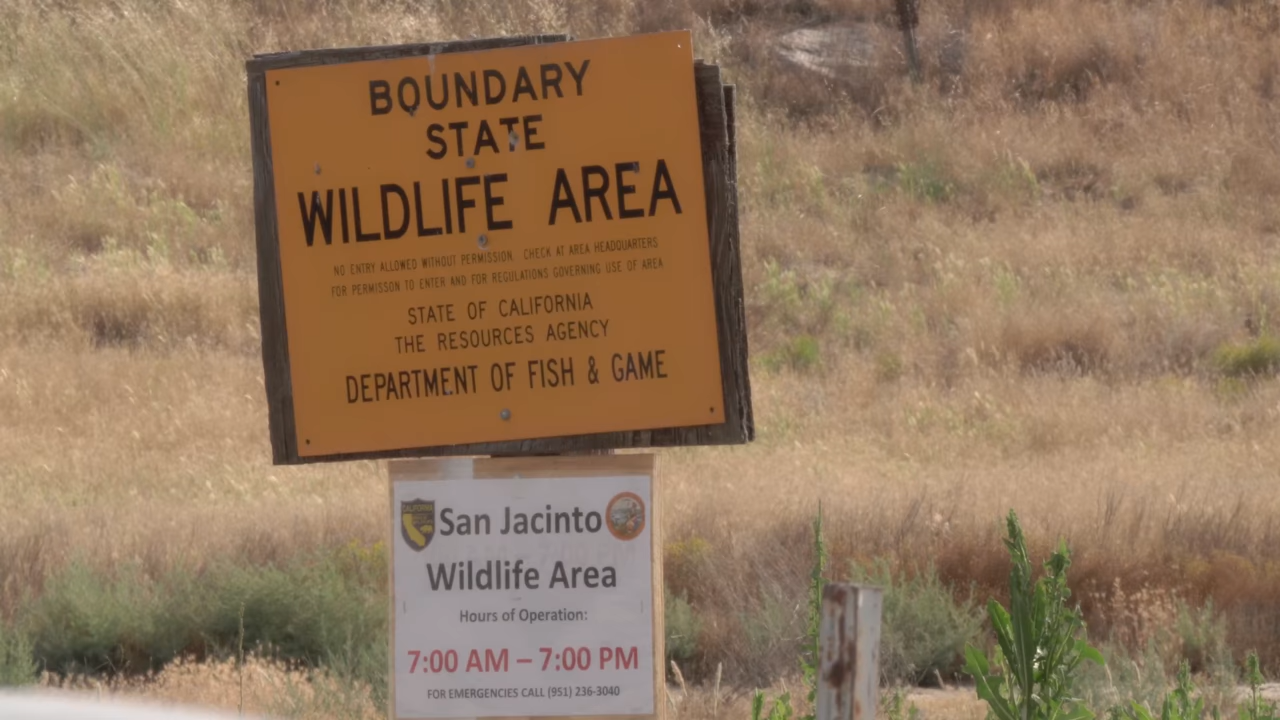 BOUNDARY
STATE
WILDLIFE AREA
NO ENTRY ALLOWED WITHOUT PERMISSION. CHECK AT AREA HEADQUARTERS
FOR PERMISSON TO ENTER AND FOR REGULATIONS GOVERNING USE OF AREA
STATE OF CALIFORNIA
THE RESOURCES AGENCY
DEPARTMENT OF FISH & GAME
CALIFORNIA
San Jacinto
Wildlife Area
Hours of Operation:
7:00 AM – 7:00 PM
FOR EMERGENCIES CALL (951) 236-3040